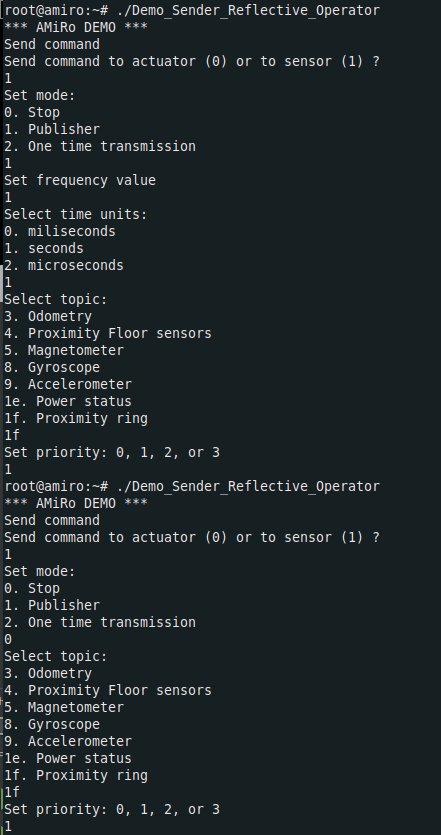 root@amiro:~# ./Demo_Sender_Reflective_Operator
*** AMiRo DEMO ***
Send command
Send command to actuator (0) or to sensor (1) ?
1
Set mode:
0. Stop
1. Publisher
2. One time transmission
1
Set frequency value
1
Select time units:
0. miliseconds
1. seconds
2. microseconds
1
Select topic:
3. Odometry
4. Proximity Floor sensors
5. Magnetometer
8. Gyroscope
9. Accelerometer
1e. Power status
1f. Proximity ring
1f
Set priority: 0, 1, 2, or 3
1
root@amiro:~# ./Demo_Sender_Reflective_Operator
*** AMiRo DEMO ***
Send command
Send command to actuator (0) or to sensor (1) ?
1
Set mode:
0. Stop
1. Publisher
2. One time transmission
0
Select topic:
3. Odometry
4. Proximity Floor sensors
5. Magnetometer
8. Gyroscope
9. Accelerometer
1e. Power status
1f. Proximity ring
1f
Set priority: 0, 1, 2, or 3
1